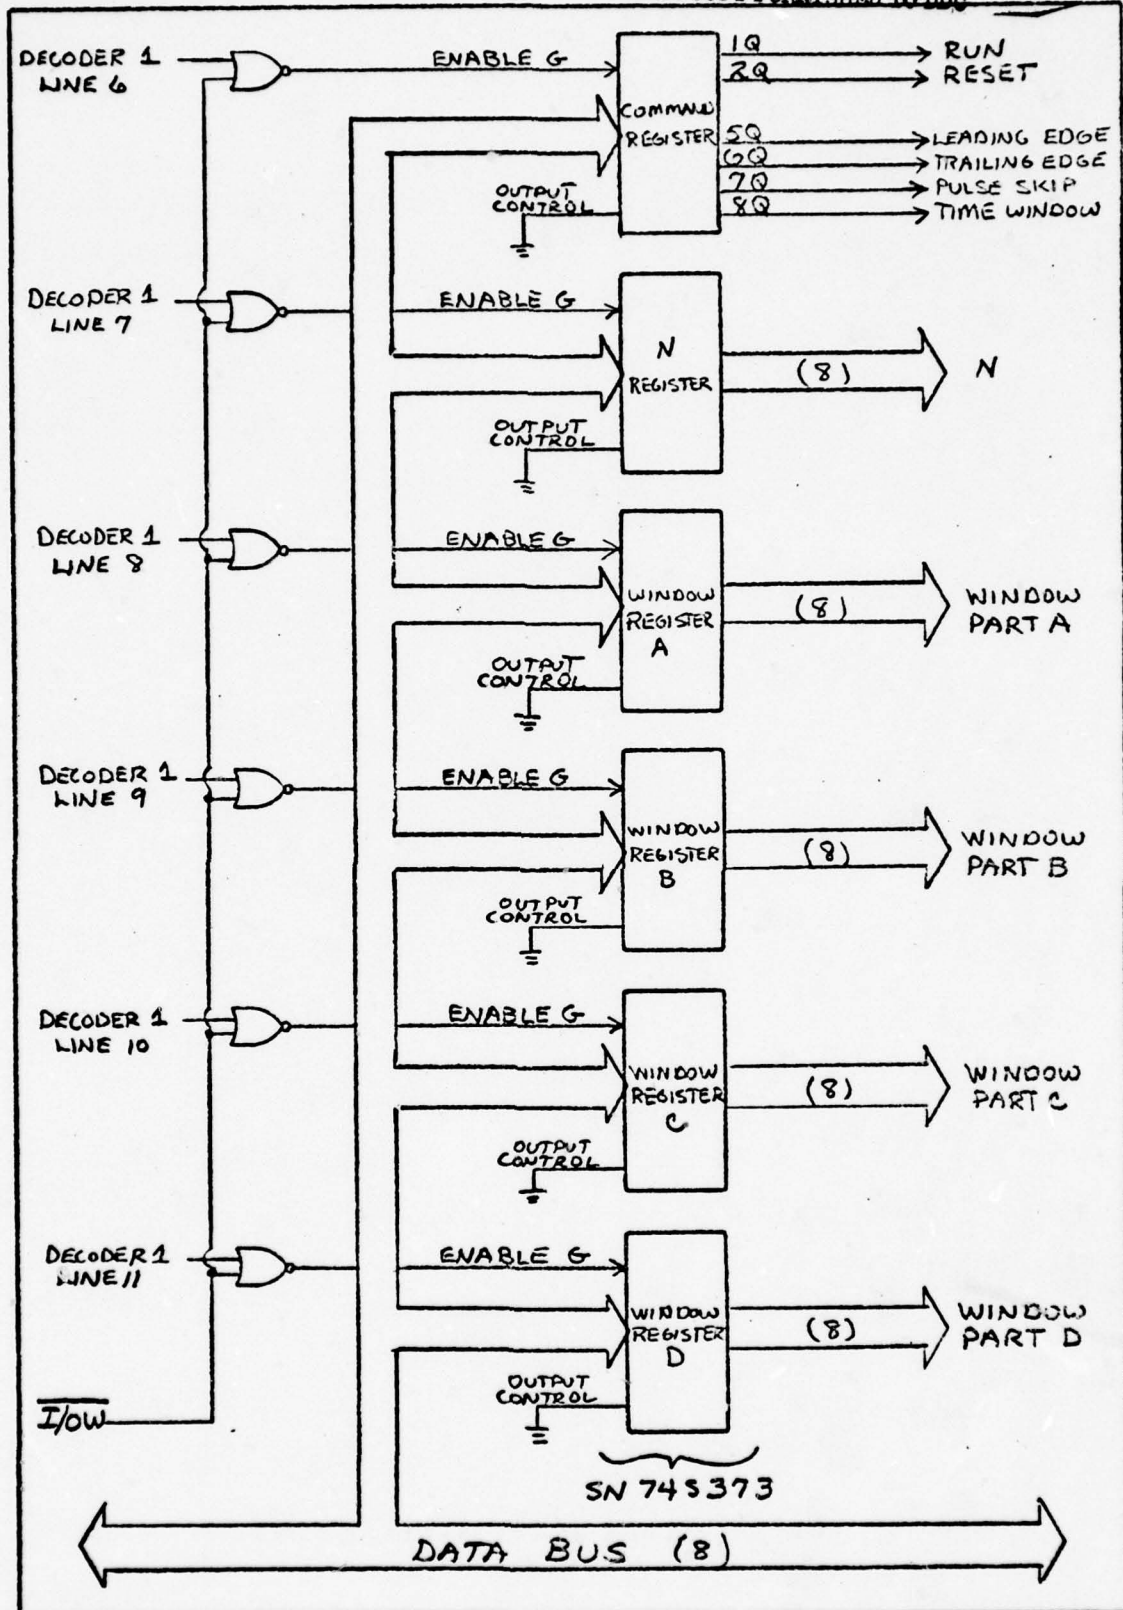 DECODER 1
LINE 6
ENABLE G
COMMAND
REGISTER
1Q
RUN
2Q
RESET
5Q
LEADING EDGE
6Q
TRAILING EDGE
7Q
PULSE SKIP
8Q
TIME WINDOW
OUTPUT
CONTROL
DECODER 1
LINE 7
ENABLE G
N
REGISTER
(8)
N
OUTPUT
CONTROL
DECODER 1
LINE 8
ENABLE G
WINDOW
REGISTER
A
(8)
WINDOW
PART A
OUTPUT
CONTROL
DECODER 1
LINE 9
ENABLE G
WINDOW
REGISTER
B
(8)
WINDOW
PART B
OUTPUT
CONTROL
DECODER 1
LINE 10
ENABLE G
WINDOW
REGISTER
C
(8)
WINDOW
PART C
OUTPUT
CONTROL
DECODER 1
LINE 11
ENABLE G
WINDOW
REGISTER
D
(8)
WINDOW
PART D
OUTPUT
CONTROL
I/OW
SN 74S373
DATA BUS (8)